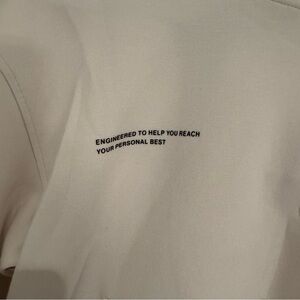 ENGINEERED TO HELP YOU REACH
YOUR PERSONAL BEST